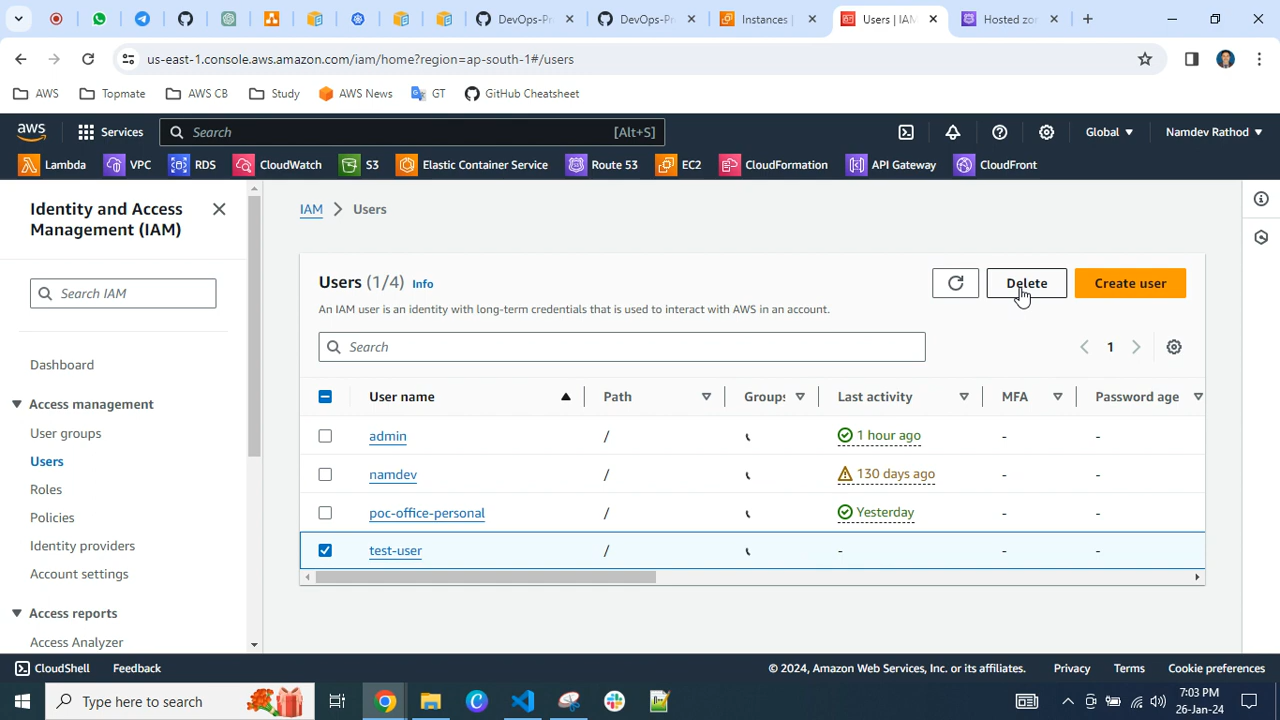 DevOps-Pr
DevOps-Pr
Instances |
Users | IAM
Hosted zo
us-east-1.console.aws.amazon.com/iam/home?region=ap-south-1#/users
AWS
Topmate
AWS CB
Study
AWS News
GT
GitHub Cheatsheet
aws
Services
Search
[Alt+S]
Global
Namdev Rathod
Lambda
VPC
RDS
CloudWatch
S3
Elastic Container Service
Route 53
EC2
CloudFormation
API Gateway
CloudFront
Identity and Access
Management (IAM)
Search IAM
Dashboard
Access management
User groups
Users
Roles
Policies
Identity providers
Account settings
Access reports
Access Analyzer
IAM > Users
Users (1/4) Info
Delete
Create user
An IAM user is an identity with long-term credentials that is used to interact with AWS in an account.
Search
1
User name Path Groups Last activity MFA Password age
admin / 1 hour ago - -
namdev / 130 days ago - -
poc-office-personal / Yesterday - -
test-user / - - -
CloudShell
Feedback
© 2024, Amazon Web Services, Inc. or its affiliates.
Privacy
Terms
Cookie preferences
Type here to search
7:03 PM
26-Jan-24